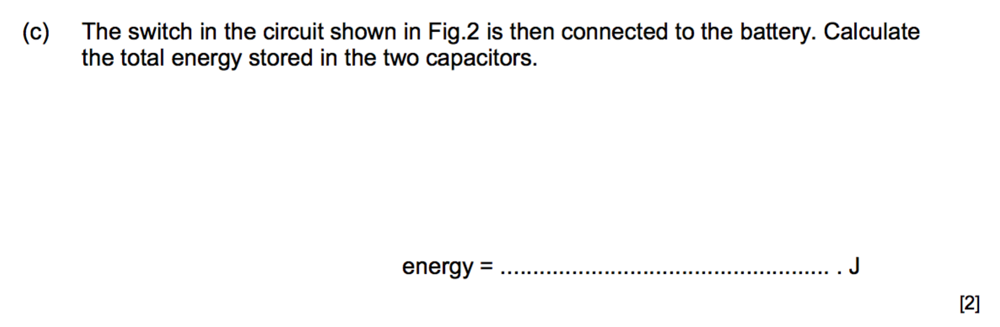 (c) The switch in the circuit shown in Fig.2 is then connected to the battery. Calculate
the total energy stored in the two capacitors.
energy = .................................................. . J
[2]